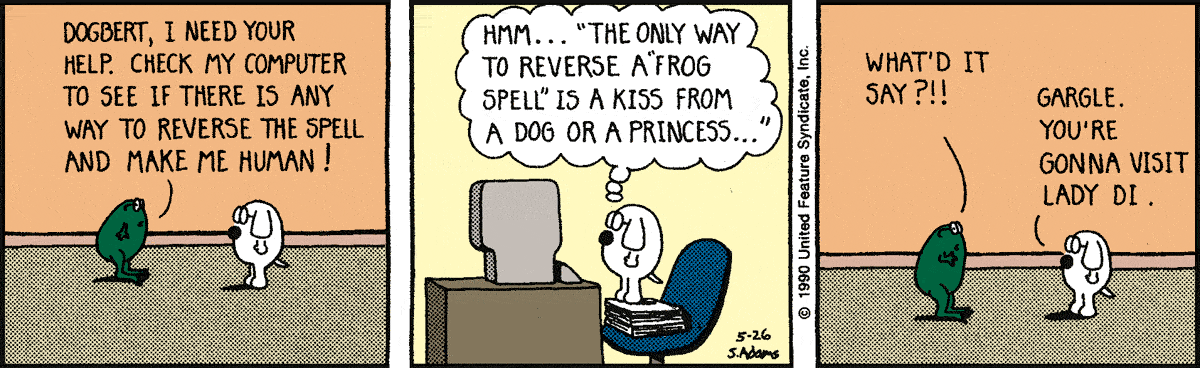 DOGBERT, I NEED YOUR
HELP. CHECK MY COMPUTER
TO SEE IF THERE IS ANY
WAY TO REVERSE THE SPELL
AND MAKE ME HUMAN!
HMM... "THE ONLY WAY
TO REVERSE A "FROG
SPELL" IS A KISS FROM
A DOG OR A PRINCESS..."
5-26
S.Adams
© 1990 United Feature Syndicate, Inc.
WHAT'D IT
SAY?!!
GARGLE.
YOU'RE
GONNA VISIT
LADY DI.